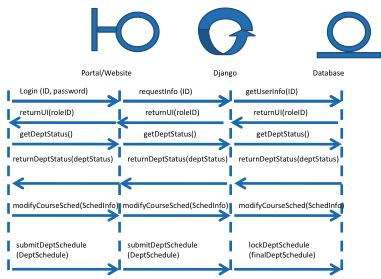 Portal/Website Django Database
Login (ID, password) requestInfo (ID) getUserInfo(ID)
returnUI(roleID) returnUI(roleID) returnUI(roleID)
getDeptStatus() getDeptStatus() getDeptStatus()
returnDeptStatus(deptStatus) returnDeptStatus(deptStatus) returnDeptStatus(deptStatus)
modifyCourseSched(SchedInfo) modifyCourseSched(SchedInfo) modifyCourseSched(SchedInfo)
submitDeptSchedule submitDeptSchedule lockDeptSchedule
(DeptSchedule) (DeptSchedule) (finalDeptSchedule)